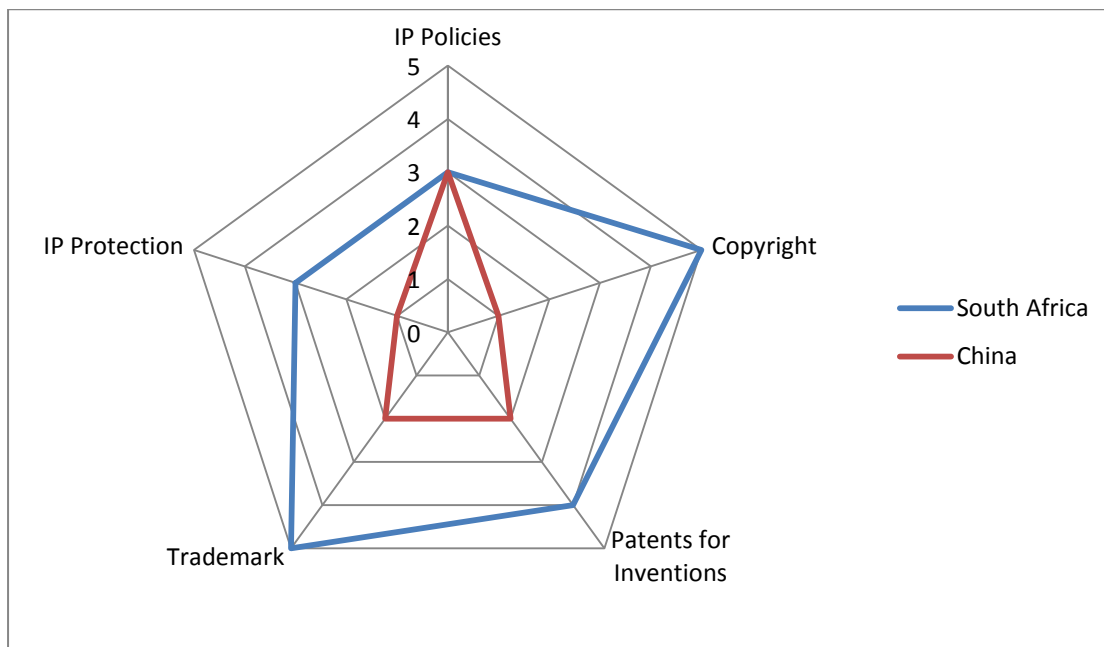 IP Policies
5
4
3
2
1
0
Copyright
Patents for
Inventions
Trademark
IP Protection
South Africa
China